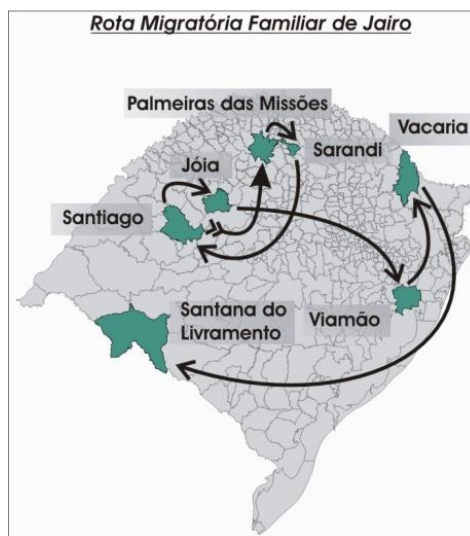 Rota Migratória Familiar de Jairo
Palmeiras das Missões
Vacaria
Sarandi
Jóia
Santiago
Santana do
Livramento
Viamão